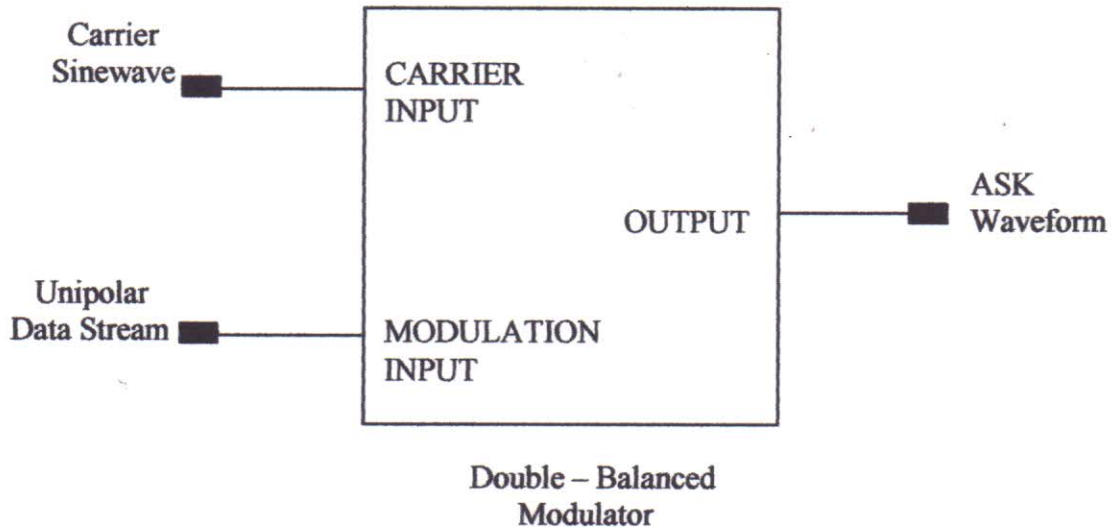 Carrier
Sinewave
CARRIER
INPUT
OUTPUT
ASK
Waveform
Unipolar
Data Stream
MODULATION
INPUT
Double – Balanced
Modulator